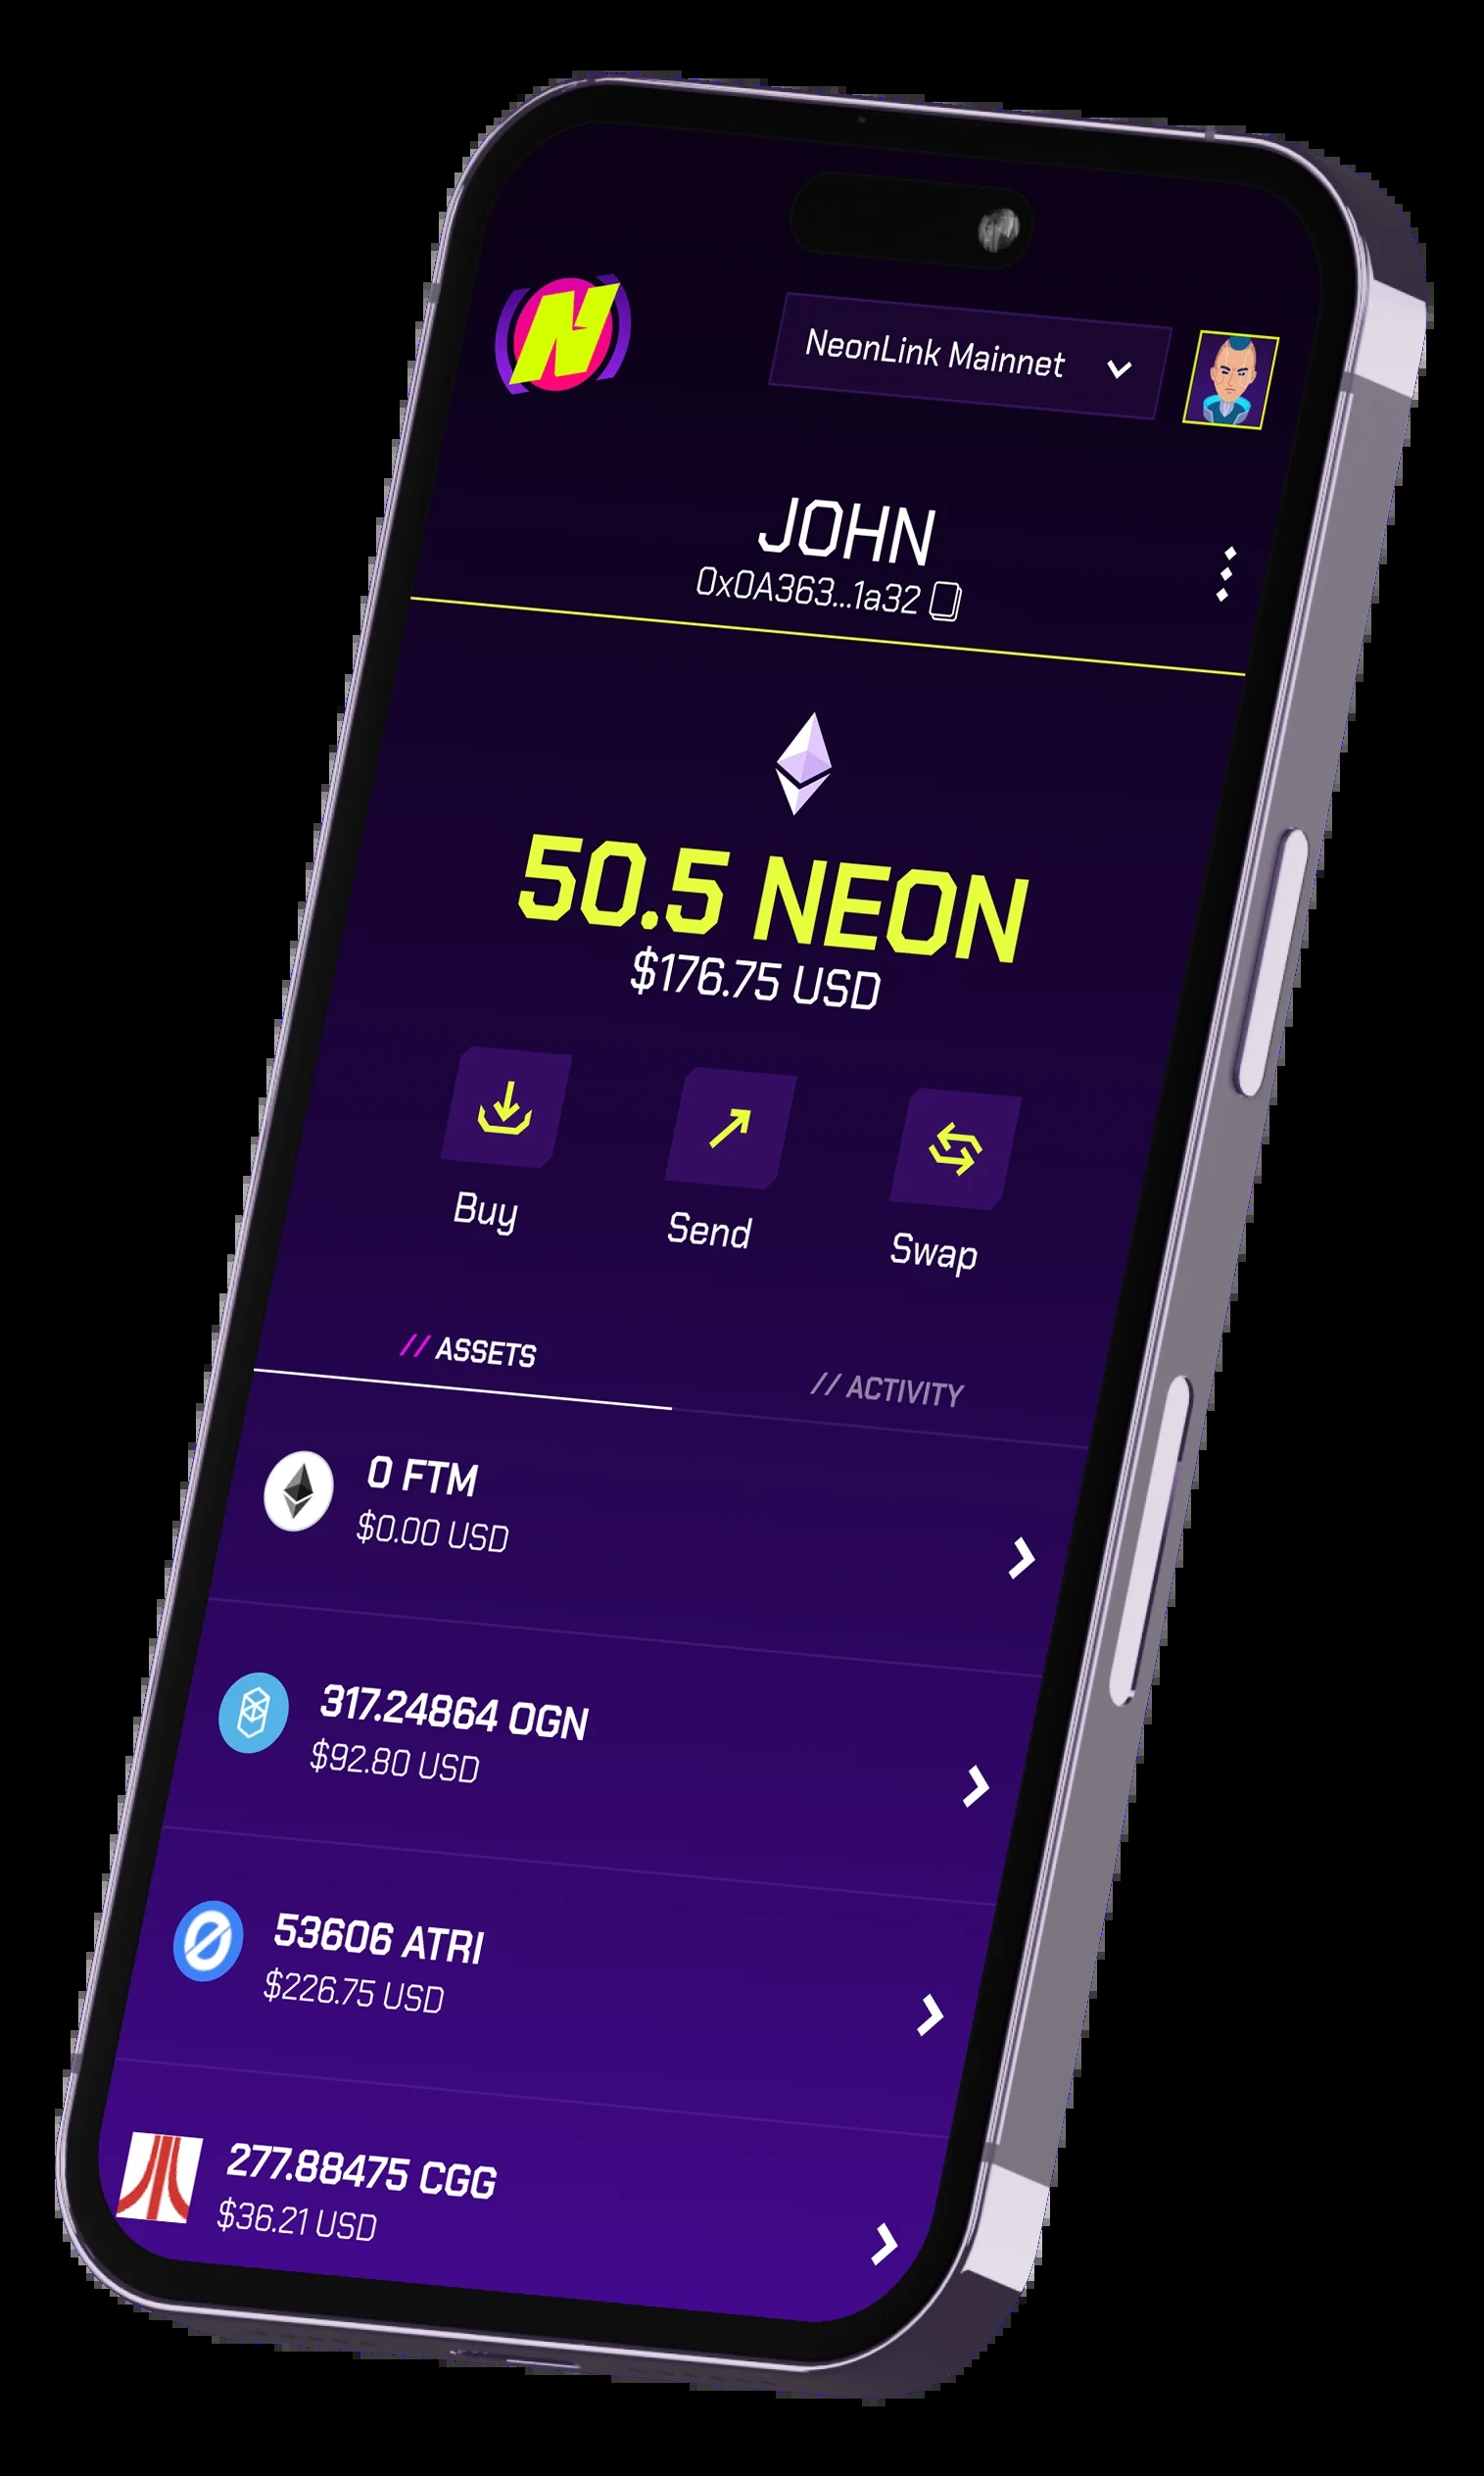 N
NeonLink Mainnet
JOHN
0x0A363...1a32
50.5 NEON
$176.75 USD
Buy
Send
Swap
// ASSETS
// ACTIVITY
0 FTM
$0.00 USD
317.24864 OGN
$92.80 USD
53606 ATRI
$226.75 USD
277.88475 CGG
$36.21 USD